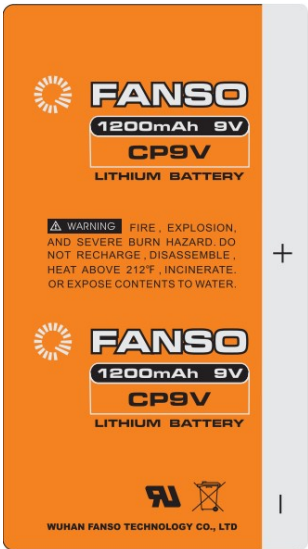 FANSO
1200mAh 9V
CP9V
LITHIUM BATTERY
⚠ WARNING FIRE , EXPLOSION,
AND SEVERE BURN HAZARD. DO
NOT RECHARGE , DISASSEMBLE ,
HEAT ABOVE 212°F , INCINERATE.
OR EXPOSE CONTENTS TO WATER.
+
FANSO
1200mAh 9V
CP9V
LITHIUM BATTERY
WUHAN FANSO TECHNOLOGY CO., LTD
–